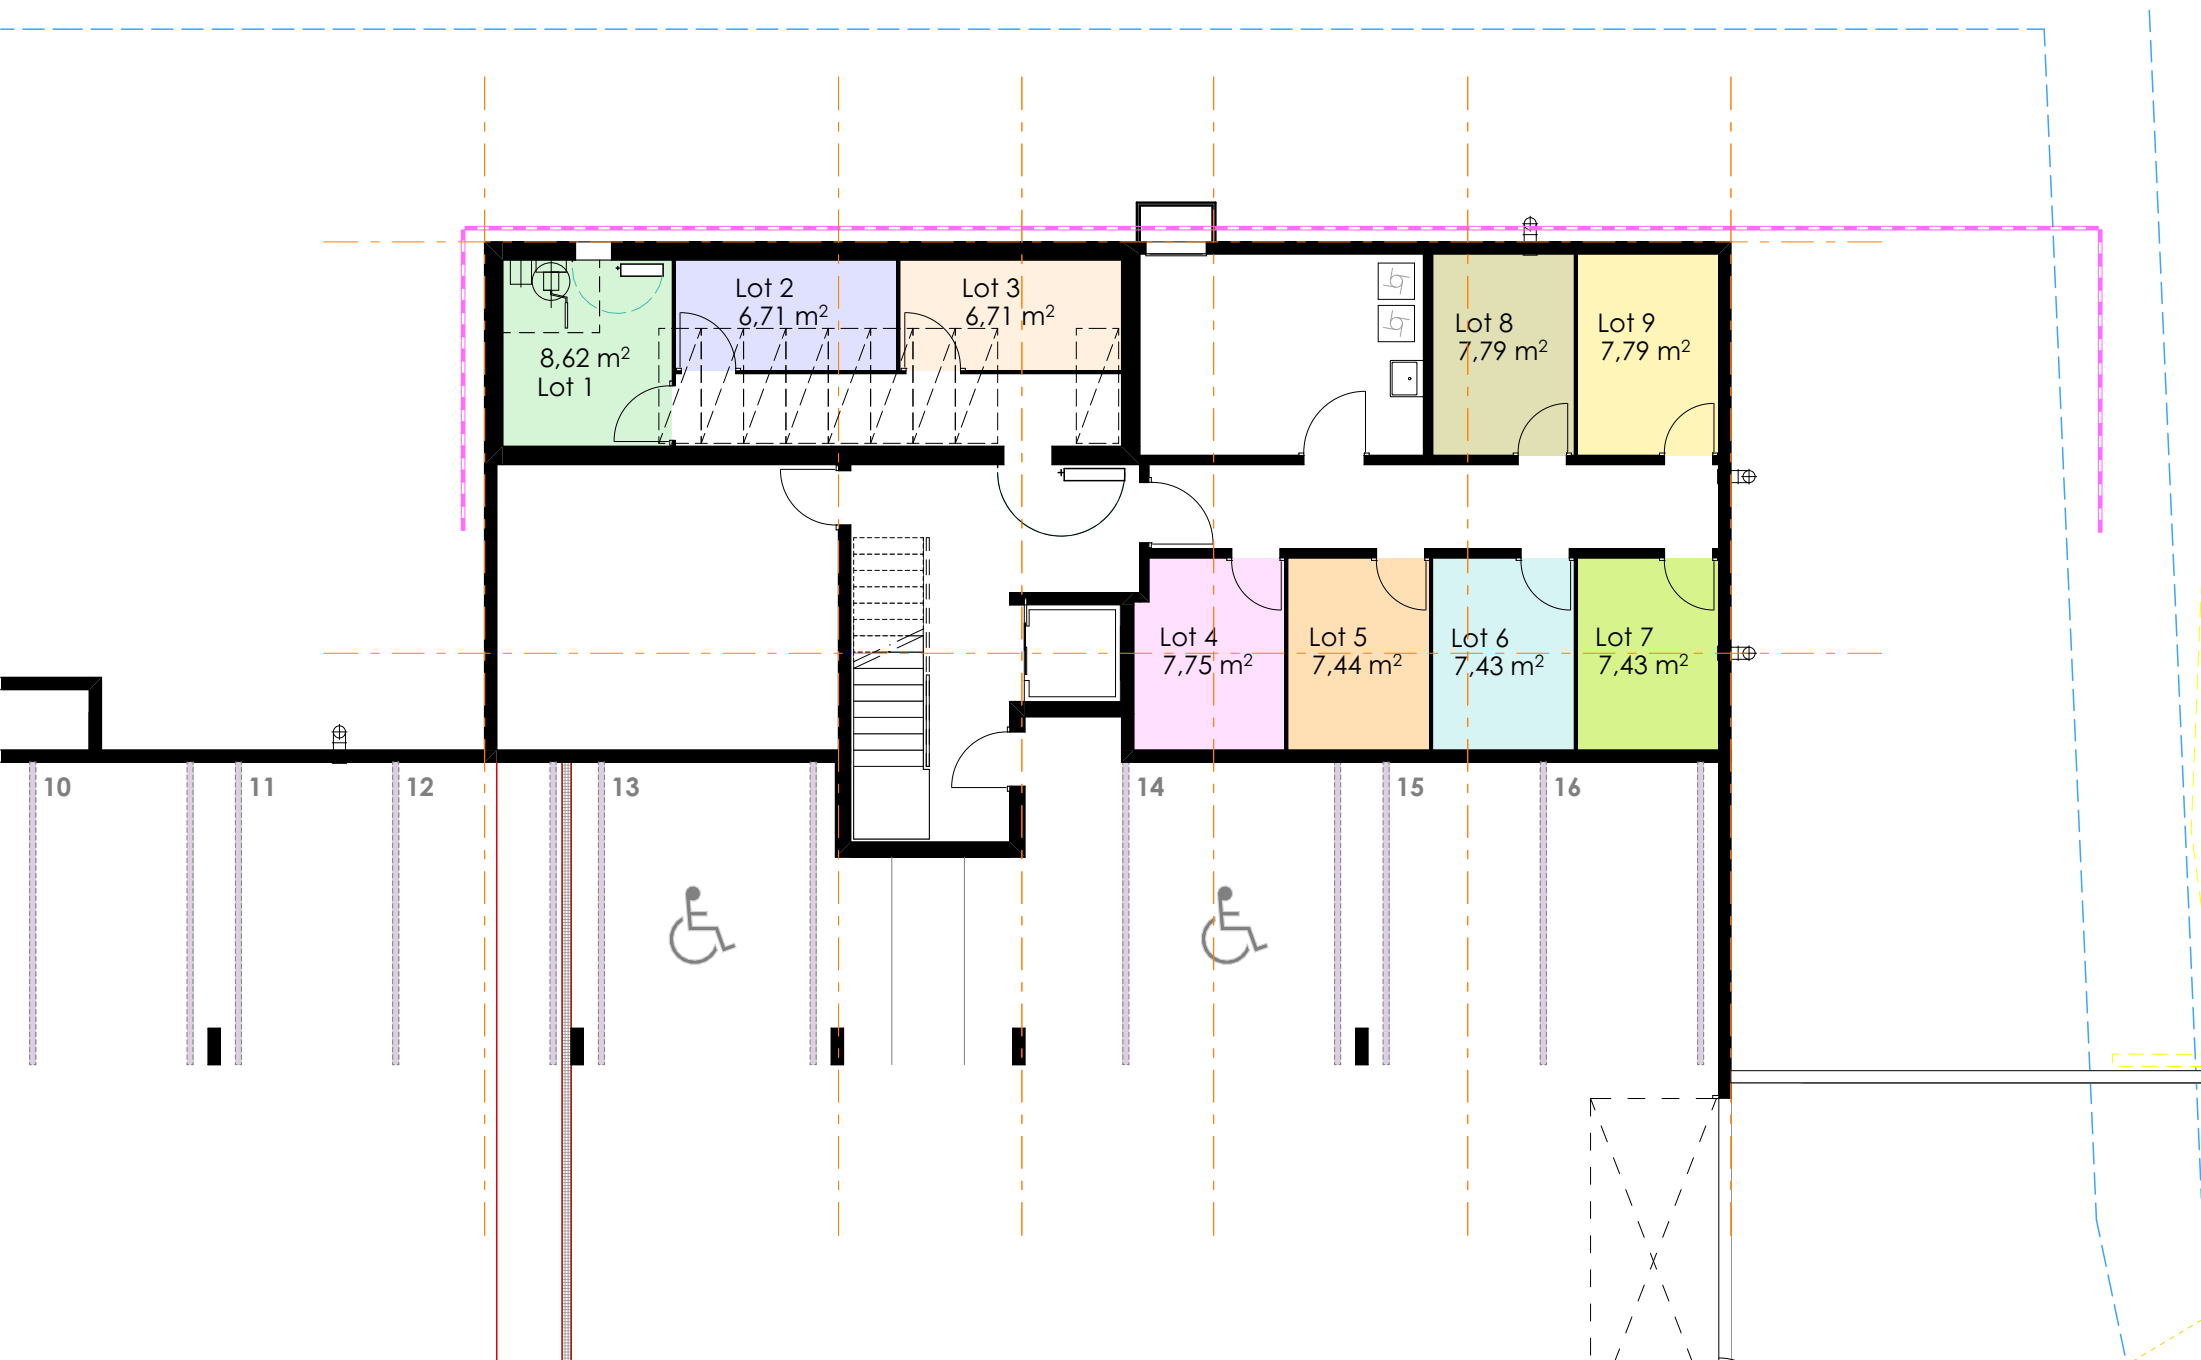 Lot 2
6,71 m²
Lot 3
6,71 m²
8,62 m²
Lot 1
Lot 8
7,79 m²
Lot 9
7,79 m²
Lot 4
7,75 m²
Lot 5
7,44 m²
Lot 6
7,43 m²
Lot 7
7,43 m²
10
11
12
13
14
15
16